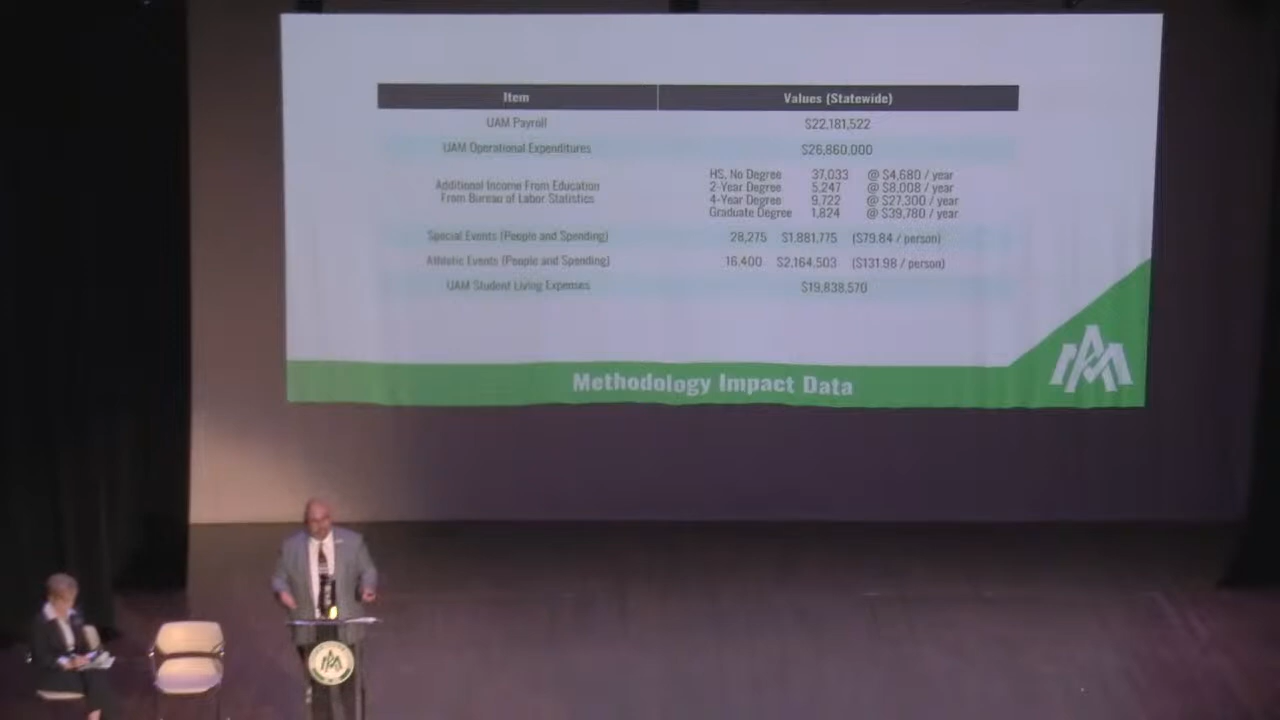 Item Values (Statewide)
UAM Payroll $22,181,522
UAM Operational Expenditures $26,860,000
Additional Income From Education
From Bureau of Labor Statistics
HS, No Degree 37,033 @ $4,680 / year
2-Year Degree 5,247 @ $8,008 / year
4-Year Degree 9,722 @ $27,300 / year
Graduate Degree 1,824 @ $39,780 / year
Special Events (People and Spending) 28,275 $1,881,775 ($79.84 / person)
Athletic Events (People and Spending) 16,400 $2,164,503 ($131.98 / person)
UAM Student Living Expenses $19,838,570
Methodology Impact Data